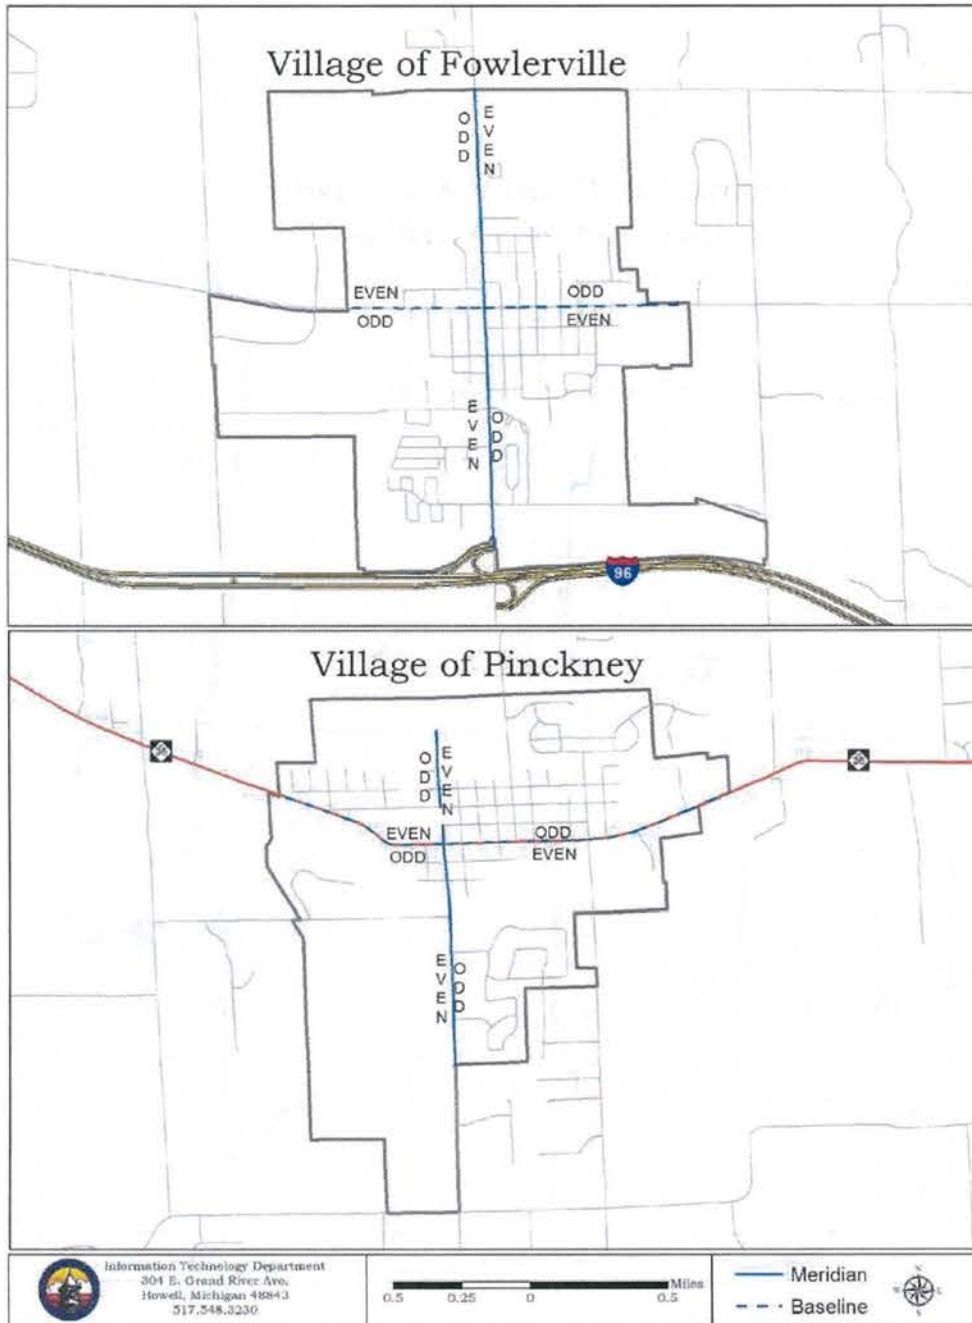 Village of Fowlerville
ODD
EVEN
EVEN
ODD
ODD
EVEN
EVEN
ODD
96
Village of Pinckney
36
36
ODD
EVEN
EVEN
ODD
ODD
EVEN
EVEN
ODD
Information Technology Department
304 E. Grand River Ave.
Howell, Michigan 48843
517.548.3230
Miles
0.5 0.25 0 0.5
Meridian
Baseline